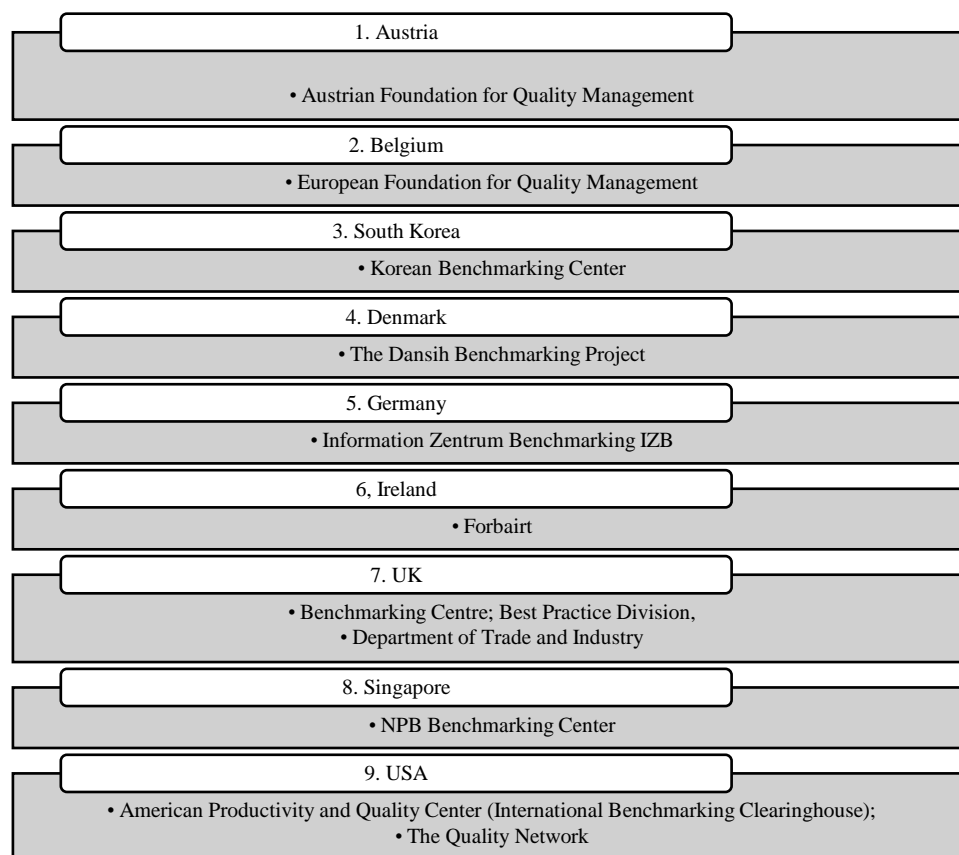 1. Austria
• Austrian Foundation for Quality Management
2. Belgium
• European Foundation for Quality Management
3. South Korea
• Korean Benchmarking Center
4. Denmark
• The Dansih Benchmarking Project
5. Germany
• Information Zentrum Benchmarking IZB
6, Ireland
• Forbairt
7. UK
• Benchmarking Centre; Best Practice Division,
• Department of Trade and Industry
8. Singapore
• NPB Benchmarking Center
9. USA
• American Productivity and Quality Center (International Benchmarking Clearinghouse);
• The Quality Network